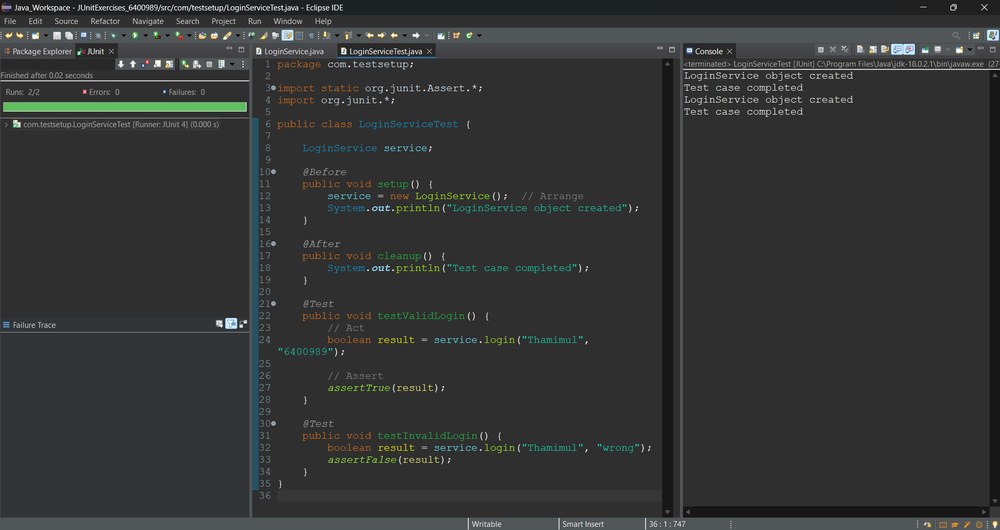 Java_Workspace - JUnitExercises_6400989/src/com/testsetup/LoginServiceTest.java - Eclipse IDE
File Edit Source Refactor Navigate Search Project Run Window Help
Package Explorer JUnit
Finished after 0.02 seconds
Runs: 2/2 Errors: 0 Failures: 0
com.testsetup.LoginServiceTest [Runner: JUnit 4] (0.000 s)
Failure Trace
LoginService.java LoginServiceTest.java
1 package com.testsetup;
2
3 import static org.junit.Assert.*;
4 import org.junit.*;
5
6 public class LoginServiceTest {
7
8     LoginService service;
9
10     @Before
11     public void setup() {
12         service = new LoginService();  // Arrange
13         System.out.println("LoginService object created");
14     }
15
16     @After
17     public void cleanup() {
18         System.out.println("Test case completed");
19     }
20
21     @Test
22     public void testValidLogin() {
23         // Act
24         boolean result = service.login("Thamimul",
"6400989");
25
26         // Assert
27         assertTrue(result);
28     }
29
30     @Test
31     public void testInvalidLogin() {
32         boolean result = service.login("Thamimul", "wrong");
33         assertFalse(result);
34     }
35 }
36
Console
<terminated> LoginServiceTest [JUnit] C:\Program Files\Java\jdk-18.0.2.1\bin\javaw.exe (27
LoginService object created
Test case completed
LoginService object created
Test case completed
Writable Smart Insert 36 : 1 : 747